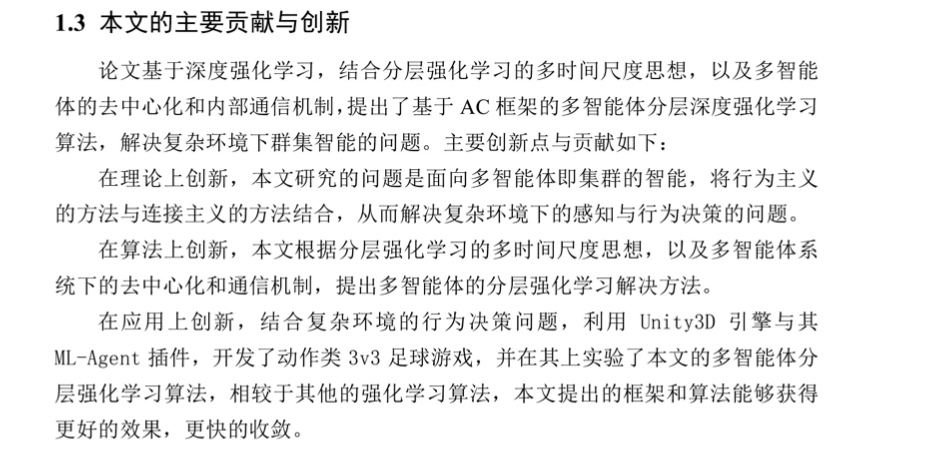 1.3 本文的主要贡献与创新
论文基于深度强化学习，结合分层强化学习的多时间尺度思想，以及多智能
体的去中心化和内部通信机制，提出了基于 AC 框架的多智能体分层深度强化学习
算法，解决复杂环境下群集智能的问题。主要创新点与贡献如下：
在理论上创新，本文研究的问题是面向多智能体即集群的智能，将行为主义
的方法与连接主义的方法结合，从而解决复杂环境下的感知与行为决策的问题。
在算法上创新，本文根据分层强化学习的多时间尺度思想，以及多智能体系
统下的去中心化和通信机制，提出多智能体的分层强化学习解决方法。
在应用上创新，结合复杂环境的行为决策问题，利用 Unity3D 引擎与其
ML-Agent 插件，开发了动作类 3v3 足球游戏，并在其上实验了本文的多智能体分
层强化学习算法，相较于其他的强化学习算法，本文提出的框架和算法能够获得
更好的效果，更快的收敛。